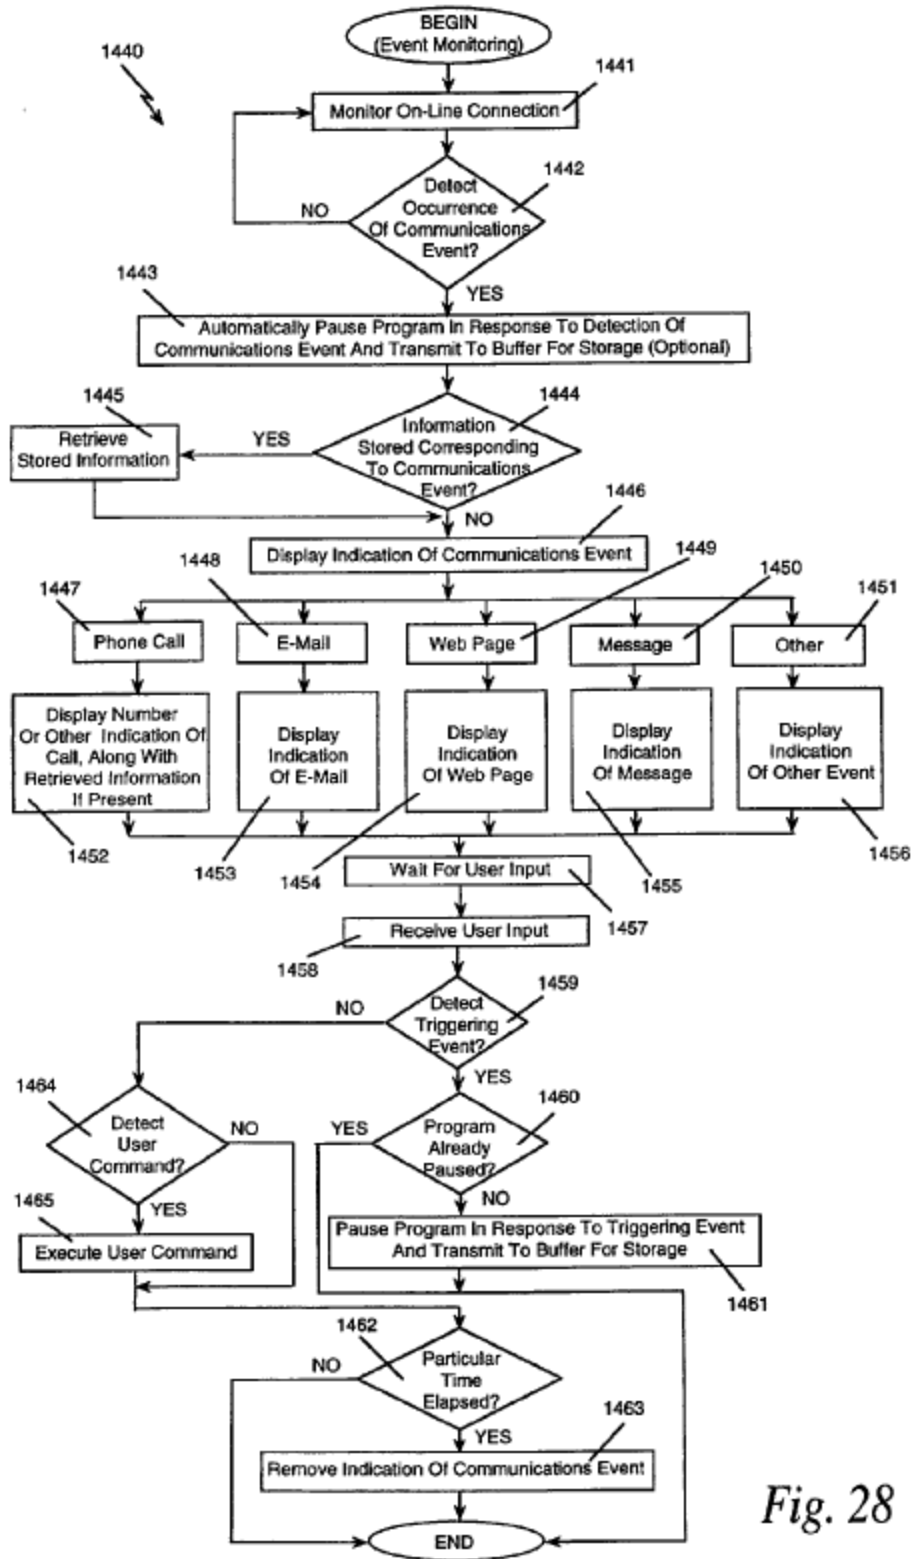 BEGIN
(Event Monitoring)
1440
1441
Monitor On-Line Connection
1442
Detect
Occurrence
Of Communications
Event?
NO
YES
1443
Automatically Pause Program In Response To Detection Of
Communications Event And Transmit To Buffer For Storage (Optional)
1444
Information
Stored Corresponding
To Communications
Event?
1445
YES
Retrieve
Stored Information
NO
1446
Display Indication Of Communications Event
1447
1448
1449
1450
1451
Phone Call
E-Mail
Web Page
Message
Other
Display Number
Or Other Indication Of
Call, Along With
Retrieved Information
If Present
Display
Indication
Of E-Mail
Display
Indication
Of Web Page
Display
Indication
Of Message
Display
Indication
Of Other Event
1452
1453
1454
1455
1456
Wait For User Input
1457
Receive User Input
1458
1459
Detect
Triggering
Event?
NO
YES
1464
Detect
User
Command?
NO
YES
1460
Program
Already
Paused?
YES
NO
1465
Execute User Command
Pause Program In Response To Triggering Event
And Transmit To Buffer For Storage
1461
1462
Particular
Time
Elapsed?
NO
YES
1463
Remove Indication Of Communications Event
END
Fig. 28